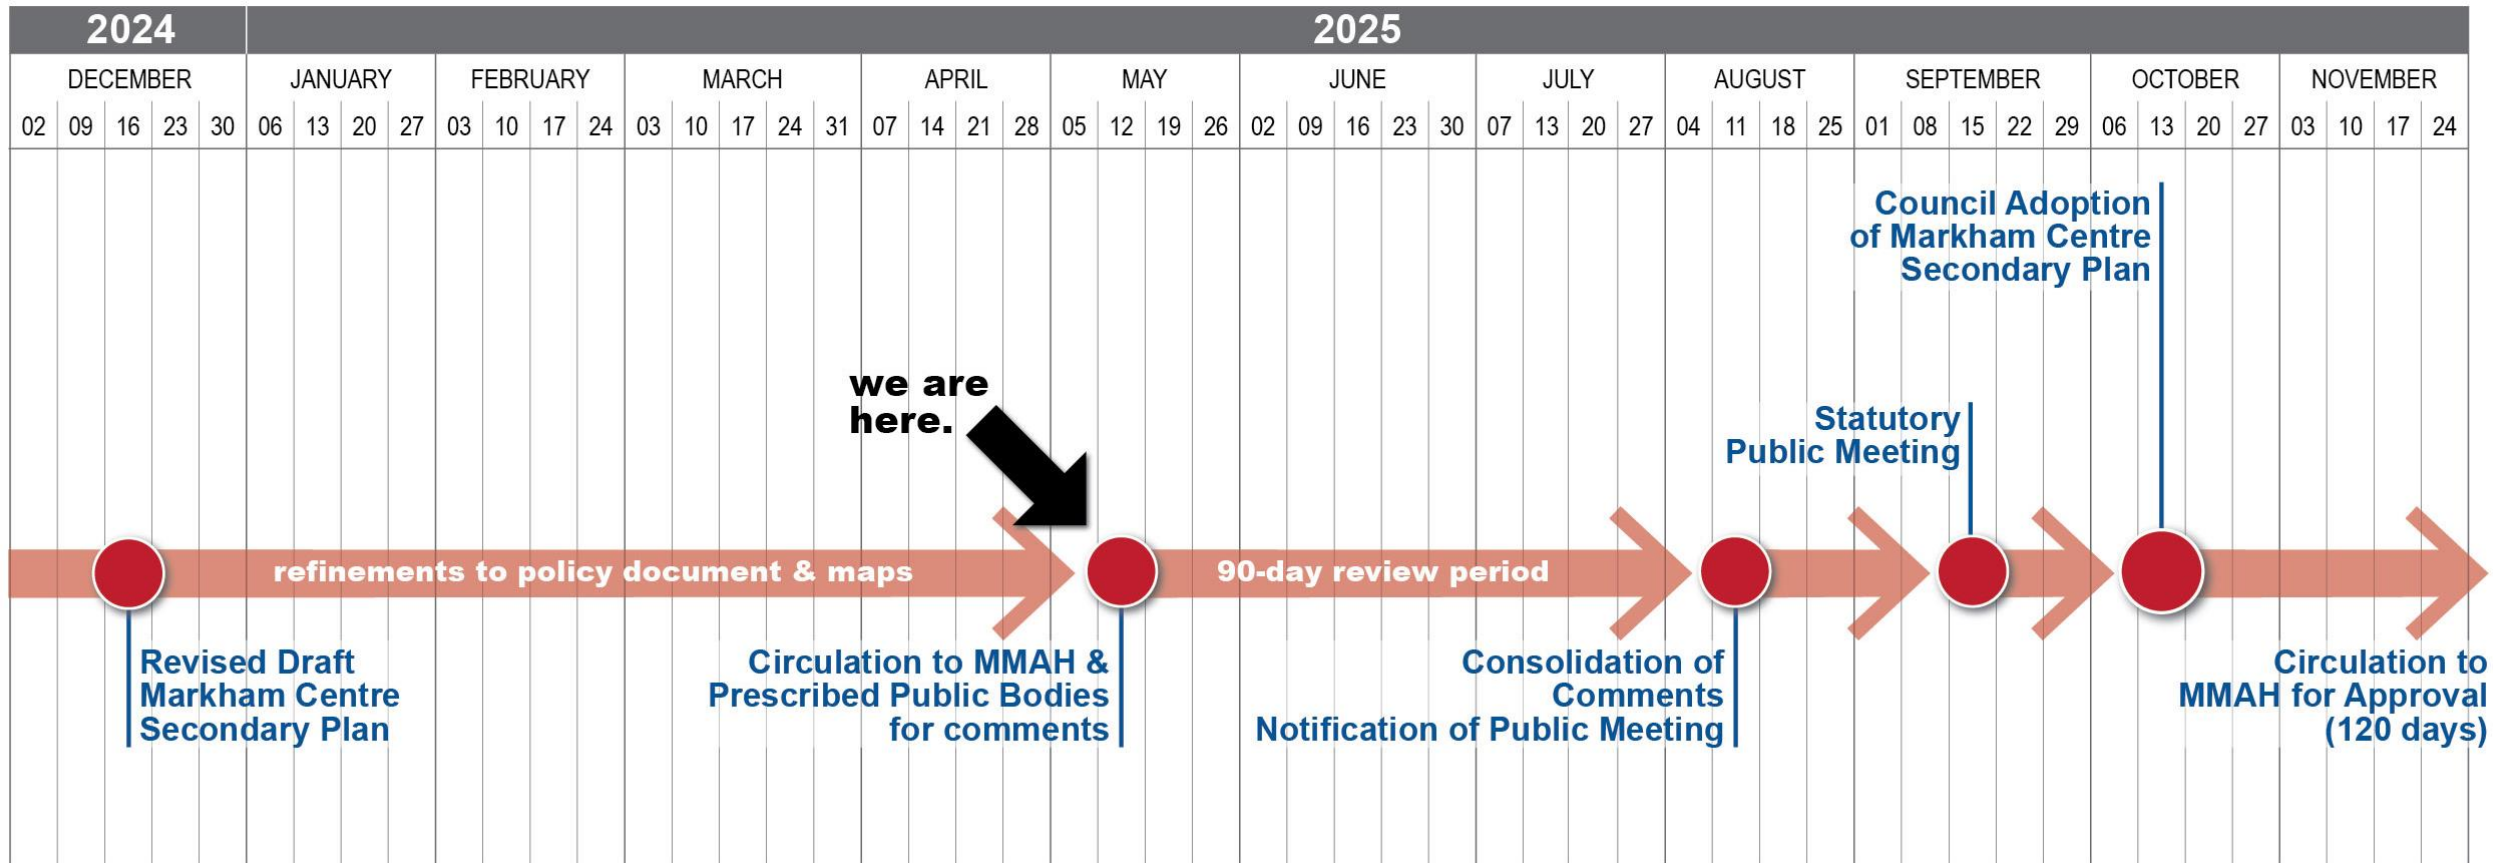 2024 2025
DECEMBER JANUARY FEBRUARY MARCH APRIL MAY JUNE JULY AUGUST SEPTEMBER OCTOBER NOVEMBER
02 09 16 23 30 06 13 20 27 03 10 17 24 03 10 17 24 31 07 14 21 28 05 12 19 26 02 09 16 23 30 07 13 20 27 04 11 18 25 01 08 15 22 29 06 13 20 27 03 10 17 24
Council Adoption
of Markham Centre
Secondary Plan
we are
here.
Statutory
Public Meeting
refinements to policy document & maps
90-day review period
Revised Draft
Markham Centre
Secondary Plan
Circulation to MMAH &
Prescribed Public Bodies
for comments
Consolidation of
Comments
Notification of Public Meeting
Circulation to
MMAH for Approval
(120 days)